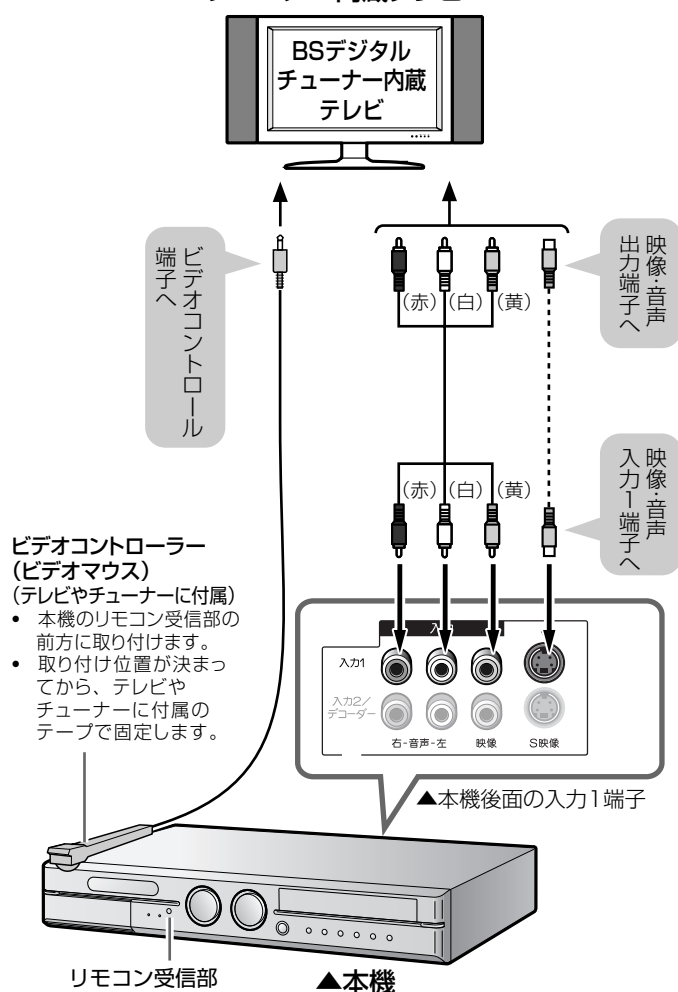 BSデジタル
チューナー内蔵
テレビ
ビデオコントロール
端子へ
映像・音声
出力端子へ
(赤) (白) (黄)
映像・音声
入力1端子へ
(赤) (白) (黄)
ビデオコントローラー
(ビデオマウス)
(テレビやチューナーに付属)
• 本機のリモコン受信部の
前方に取り付けます。
• 取り付け位置が決まっ
てから、テレビや
チューナーに付属の
テープで固定します。
入力1
入力2/
デコーダー
右-音声-左 映像 S映像
▲本機後面の入力1端子
リモコン受信部
▲本機